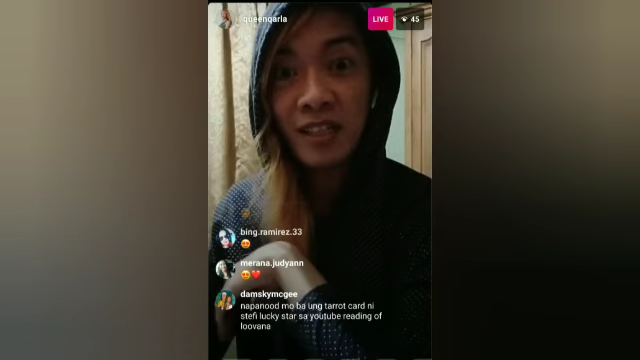 queenqarla
LIVE
45
bing.ramirez.33
😍
merana.judyann
😍❤️
damskymcgee
napanood mo ba ung tarrot card ni
stefi lucky star sa youtube reading of
loovana